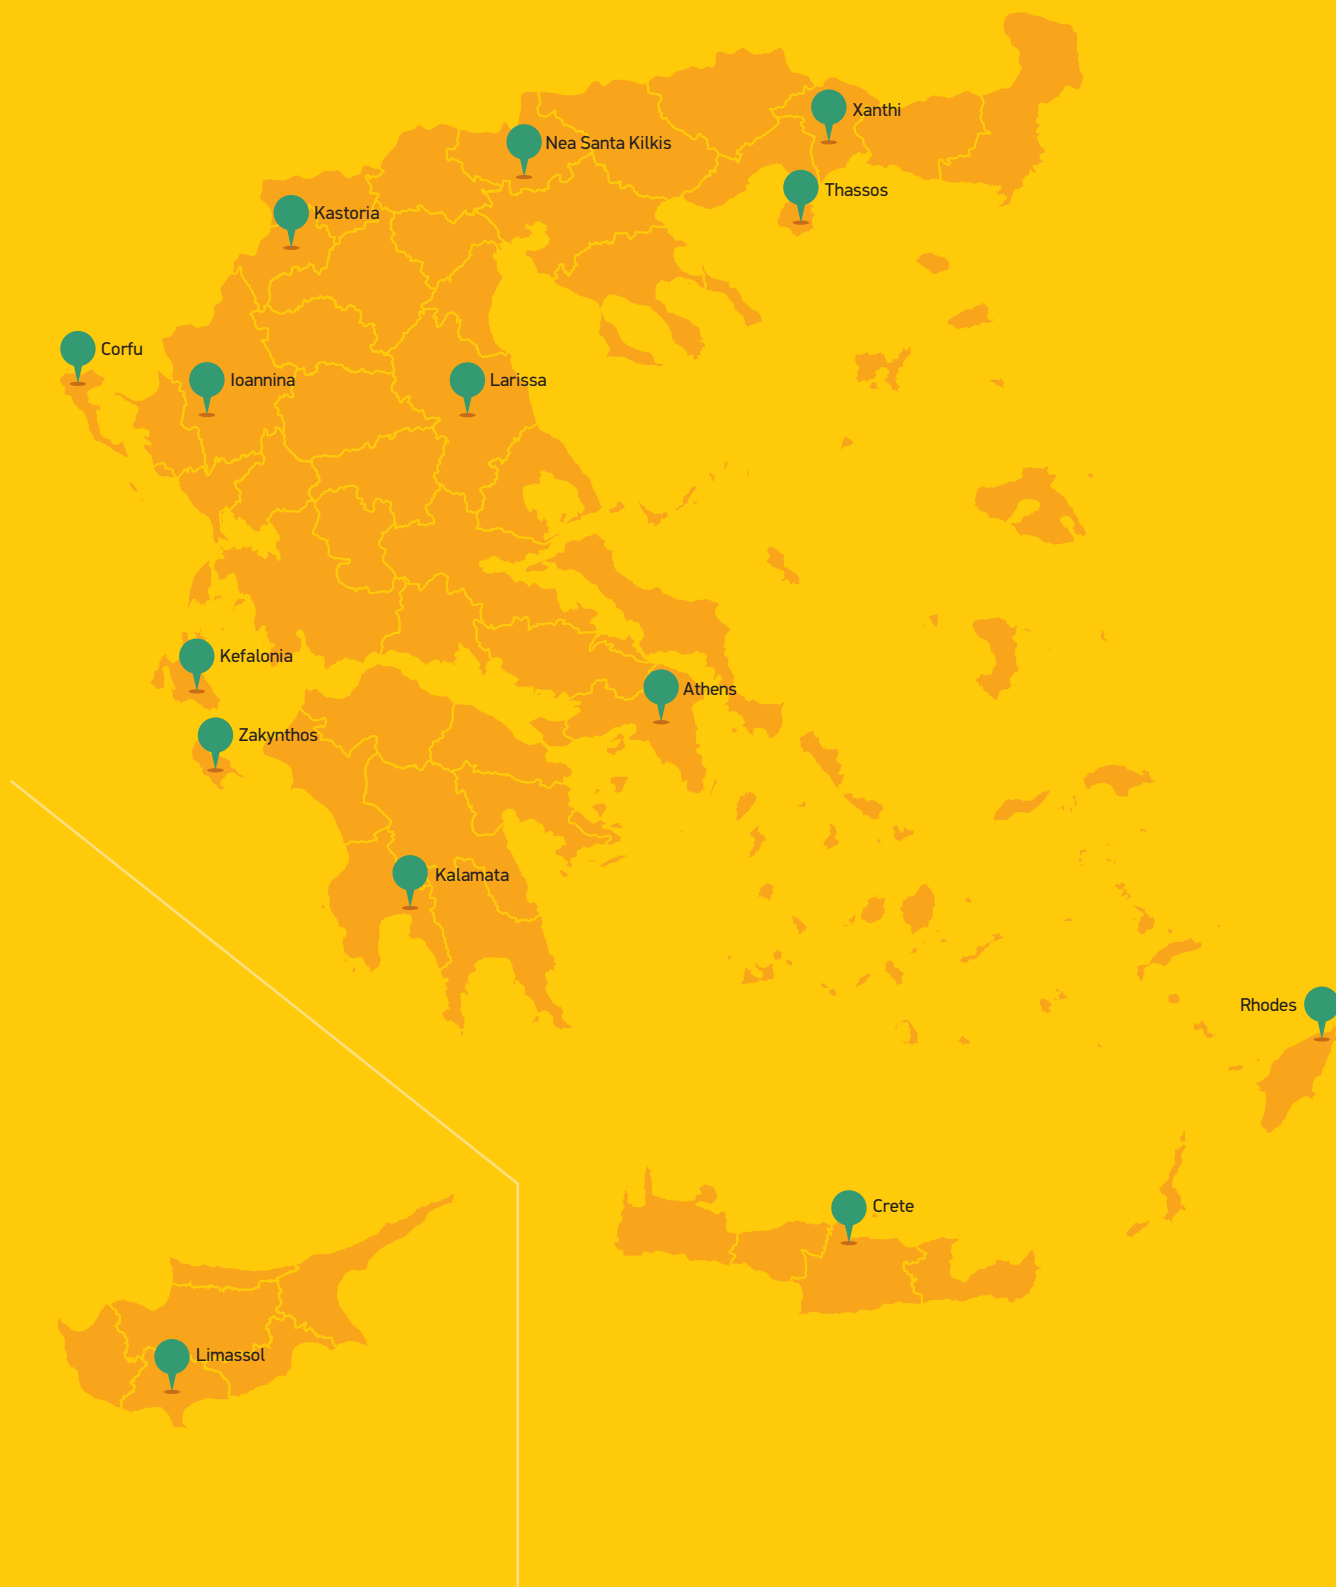 Xanthi
Nea Santa Kilkis
Thassos
Kastoria
Corfu
Ioannina
Larissa
Kefalonia
Athens
Zakynthos
Kalamata
Rhodes
Crete
Limassol